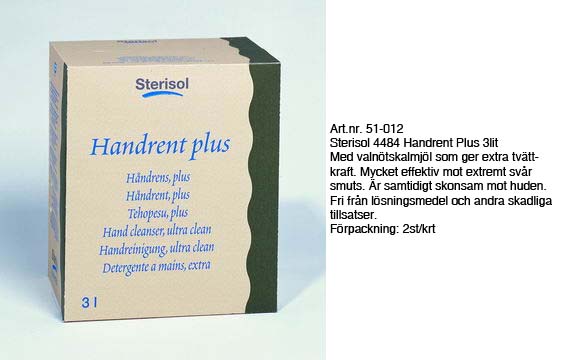 Sterisol
Handrent plus
Håndrens, plus
Håndrent, plus
Tehopesu, plus
Hand cleanser, ultra clean
Handreinigung, ultra clean
Detergente a mains, extra
3 l
Art.nr. 51-012
Sterisol 4484 Handrent Plus 3lit
Med valnötskalmjöl som ger extra tvätt-
kraft. Mycket effektiv mot extremt svår
smuts. Är samtidigt skonsam mot huden.
Fri från lösningsmedel och andra skadliga
tillsatser.
Förpackning: 2st/krt